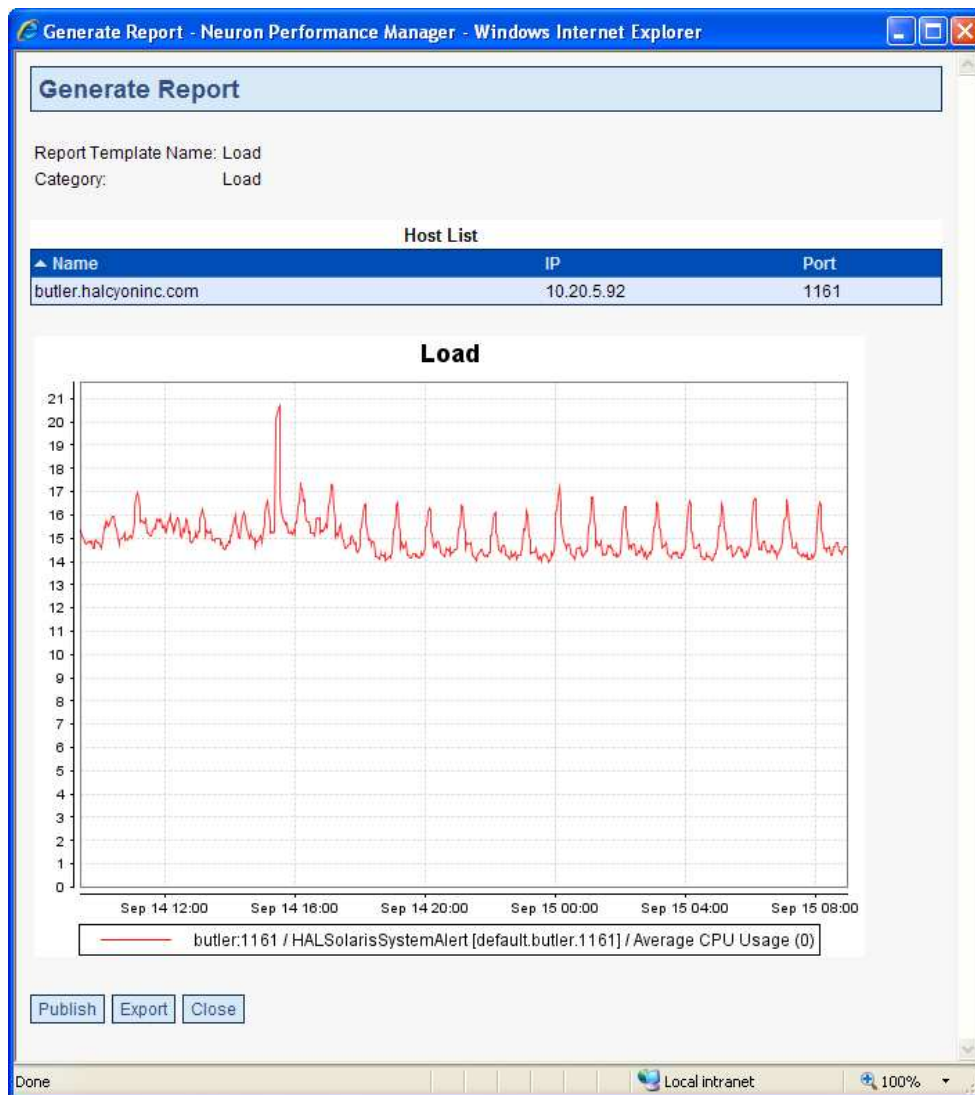 Generate Report - Neuron Performance Manager - Windows Internet Explorer
Generate Report
Report Template Name: Load
Category: Load
Host List
Name IP Port
butler.halcyoninc.com 10.20.5.92 1161
Load
21
20
19
18
17
16
15
14
13
12
11
10
9
8
7
6
5
4
3
2
1
0
Sep 14 12:00 Sep 14 16:00 Sep 14 20:00 Sep 15 00:00 Sep 15 04:00 Sep 15 08:00
butler:1161 / HALSolarisSystemAlert [default.butler.1161] / Average CPU Usage (0)
Publish Export Close
Done Local intranet 100%